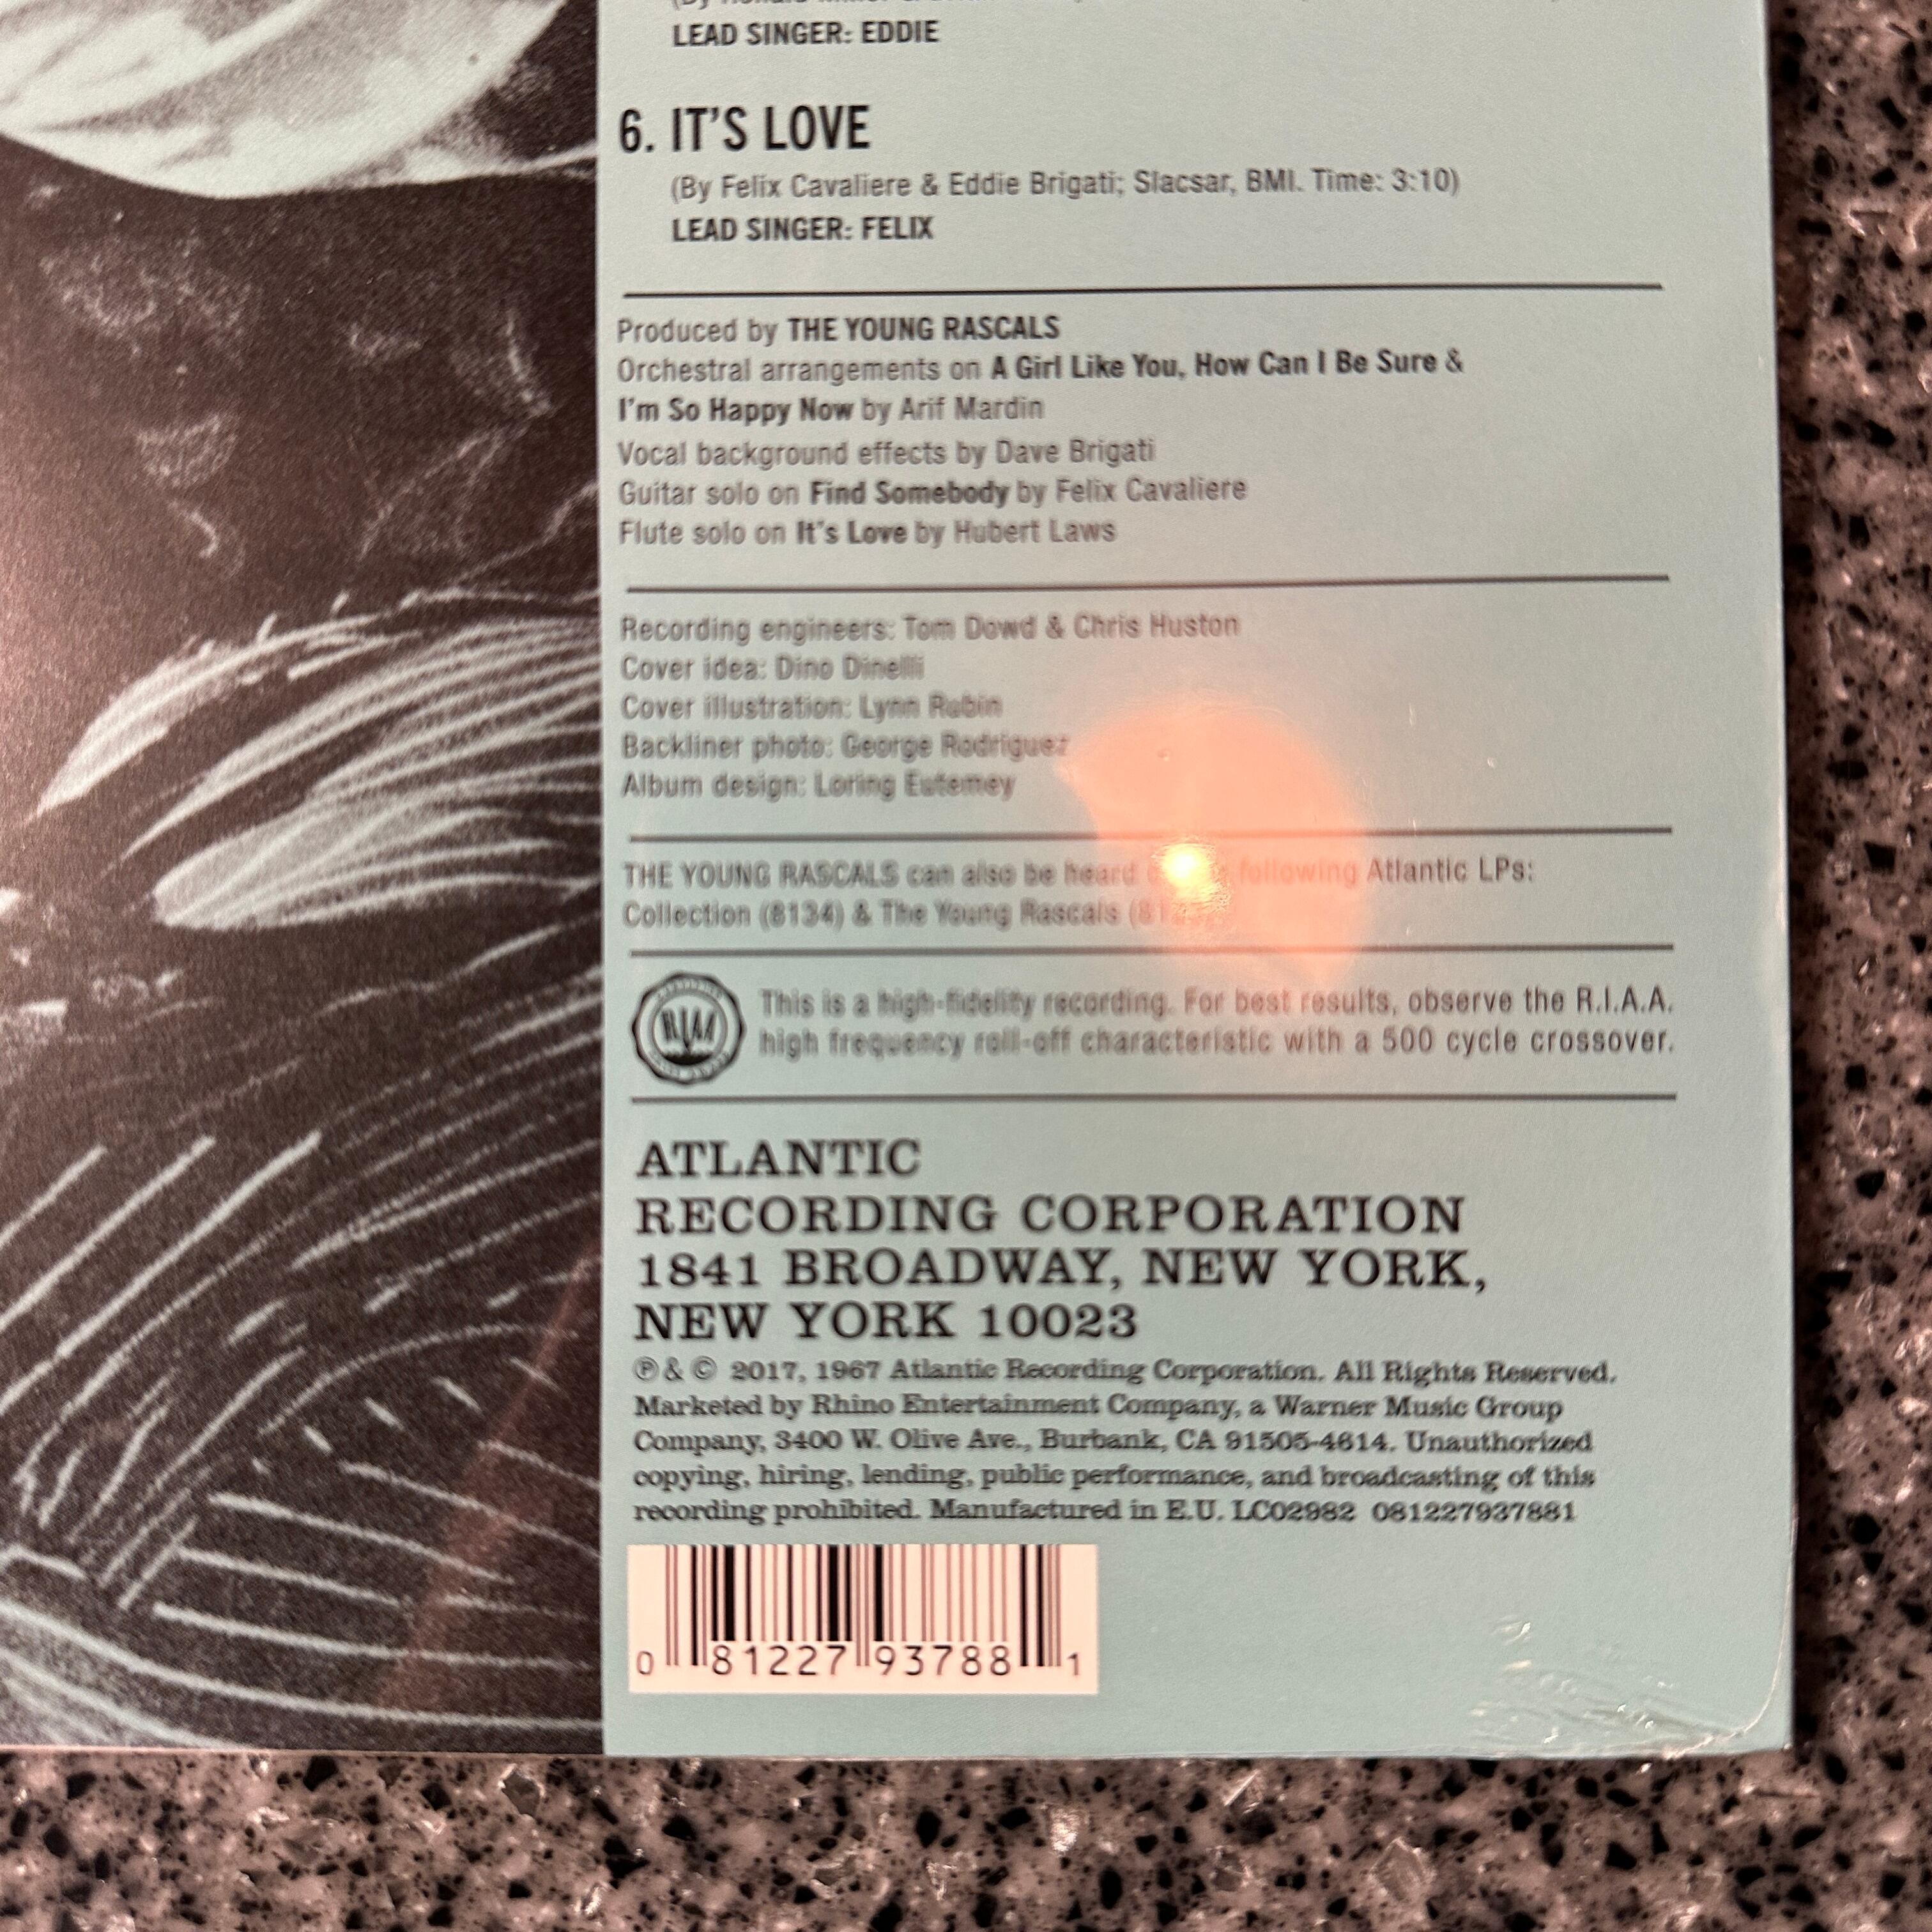 LEAD SINGER: EDDIE
6. IT'S LOVE
(By Felix Cavaliere & Eddie Brigati; Slacsar, BMI. Time: 3:10)
LEAD SINGER: FELIX
Produced by THE YOUNG RASCALS
Orchestral arrangements on A Girl Like You, How Can I Be Sure &
I'm So Happy Now by Arif Mardin
Vocal background effects by Dave Brigati
Guitar solo on Find Somebody by Felix Cavaliere
Flute solo on It's Love by Hubert Laws
Recording engineers: Tom Dowd & Chris Huston
Cover idea: Dino Dinelli
Cover illustration: Lynn Rubin
Backliner photo: George Rodriguez
Album design: Loring Eutemey
THE YOUNG RASCALS can also be heard following Atlantic LPs:
Collection (8134) & The Young Rascals
RIAA
This is a high-fidelity recording. For best results, observe the R.I.A.A.
high frequency roll-off characteristic with a 500 cycle crossover.
ATLANTIC
RECORDING CORPORATION
1841 BROADWAY, NEW YORK,
NEW YORK 10023
℗ & © 2017, 1967 Atlantic Recording Corporation. All Rights Reserved.
Marketed by Rhino Entertainment Company, a Warner Music Group
Company, 3400 W. Olive Ave., Burbank, CA 91505-4614. Unauthorized
copying, hiring, lending, public performance, and broadcasting of this
recording prohibited. Manufactured in E.U. LC02982 081227937881
0 81227 93788 1